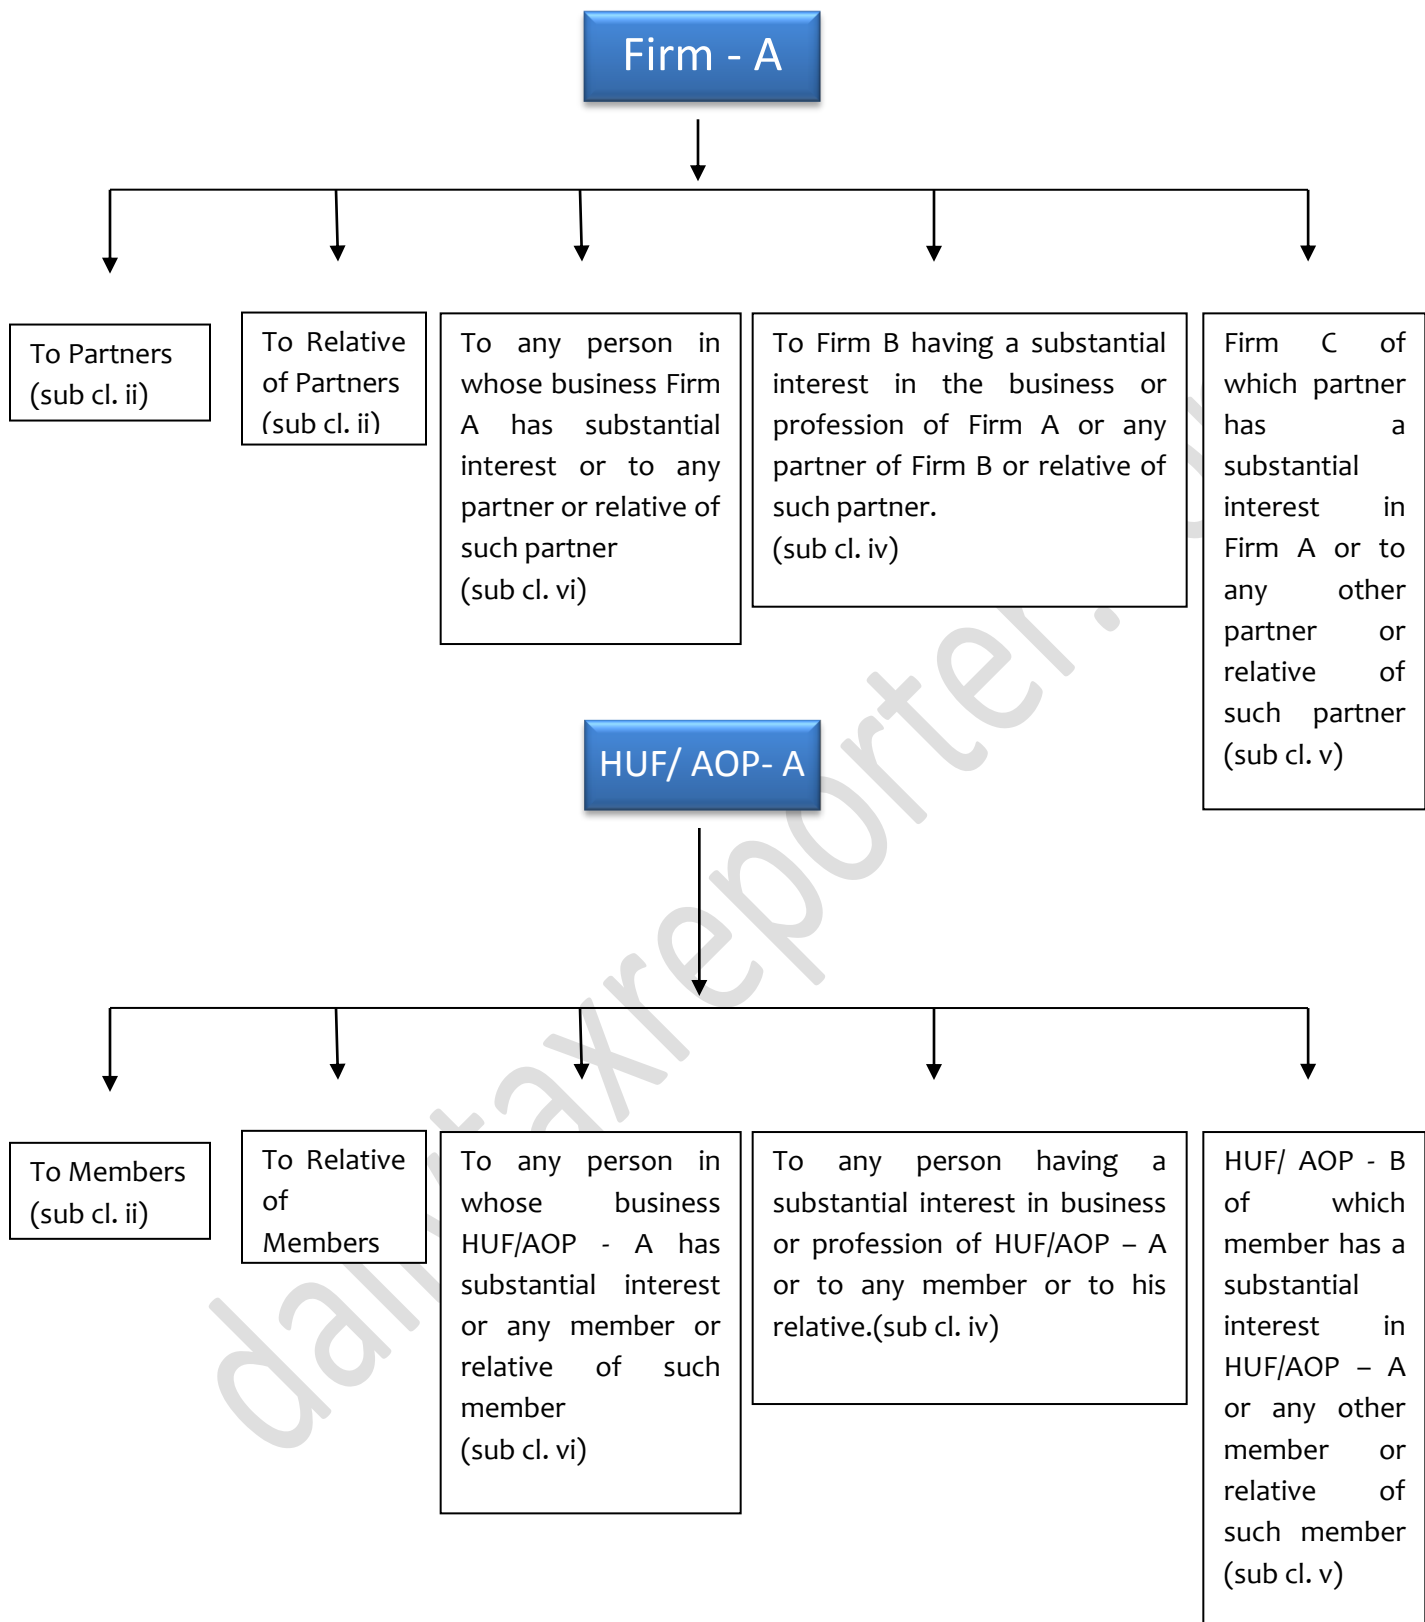 Firm - A
To Partners
(sub cl. ii)
To Relative
of Partners
(sub cl. ii)
To any person in
whose business Firm
A has substantial
interest or to any
partner or relative of
such partner
(sub cl. vi)
To Firm B having a substantial
interest in the business or
profession of Firm A or any
partner of Firm B or relative of
such partner.
(sub cl. iv)
Firm C of
which partner
has a
substantial
interest in
Firm A or to
any other
partner or
relative of
such partner
(sub cl. v)
HUF/ AOP- A
To Members
(sub cl. ii)
To Relative
of
Members
To any person in
whose business
HUF/AOP - A has
substantial interest
or any member or
relative of such
member
(sub cl. vi)
To any person having a
substantial interest in business
or profession of HUF/AOP – A
or to any member or to his
relative.(sub cl. iv)
HUF/ AOP - B
of which
member has a
substantial
interest in
HUF/AOP – A
or any other
member or
relative of
such member
(sub cl. v)